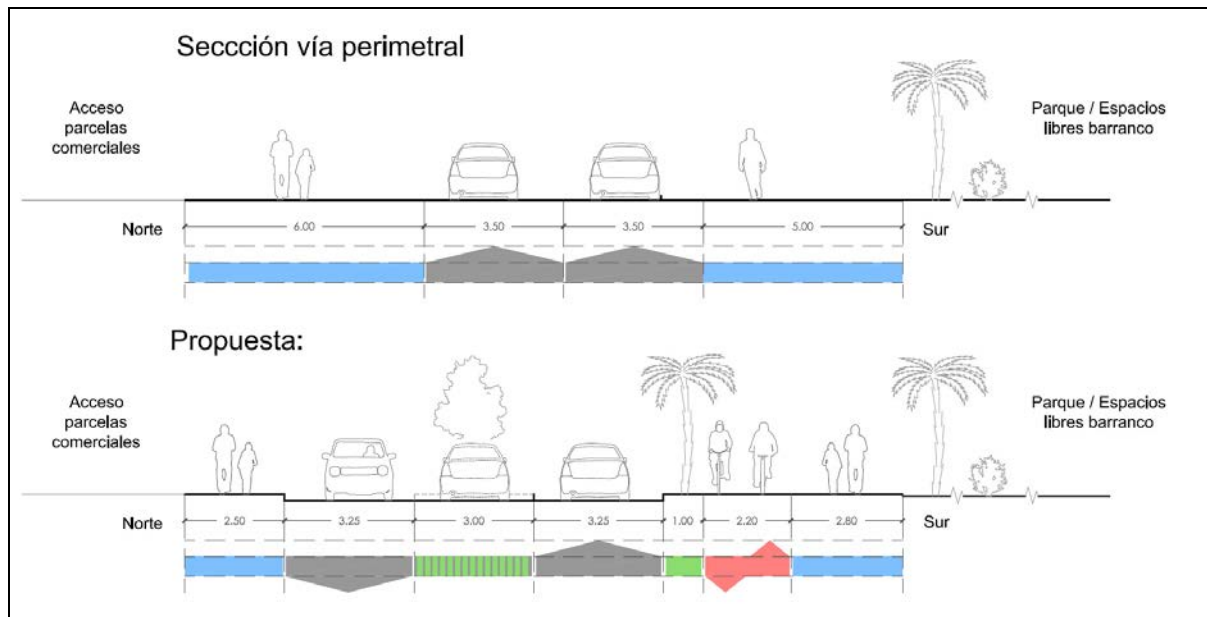 Seccción vía perimetral
Acceso
parcelas
comerciales
Parque / Espacios
libres barranco
Norte
6.00
3.50
3.50
5.00
Sur
Propuesta:
Acceso
parcelas
comerciales
Parque / Espacios
libres barranco
Norte
2.50
3.25
3.00
3.25
1.00
2.20
2.80
Sur